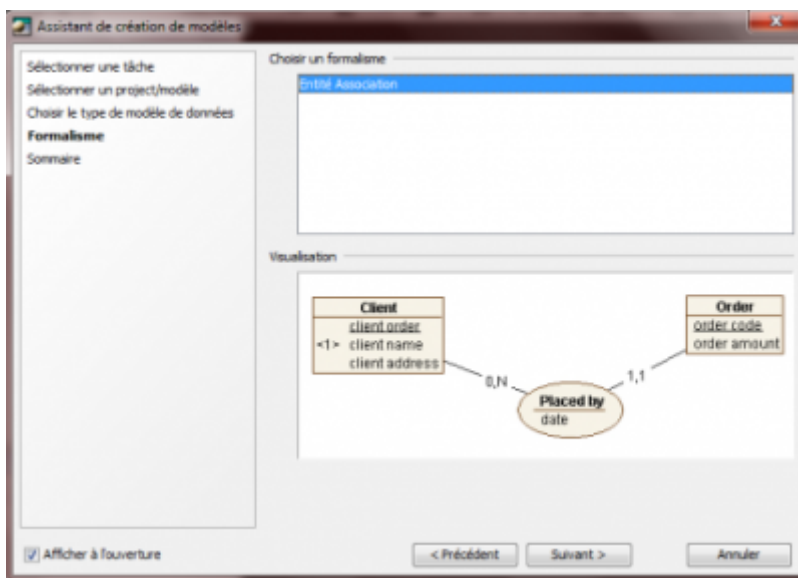 Assistant de création de modèles
Sélectionner une tâche
Sélectionner un project/modèle
Choisir le type de modèle de données
Formalisme
Sommaire
Choisir un formalisme
Entité Association
Visualisation
Client
client order
<1> client name
client address
0,N
Placed by
date
1,1
Order
order code
order amount
Afficher à l'ouverture
< Précédent
Suivant >
Annuler